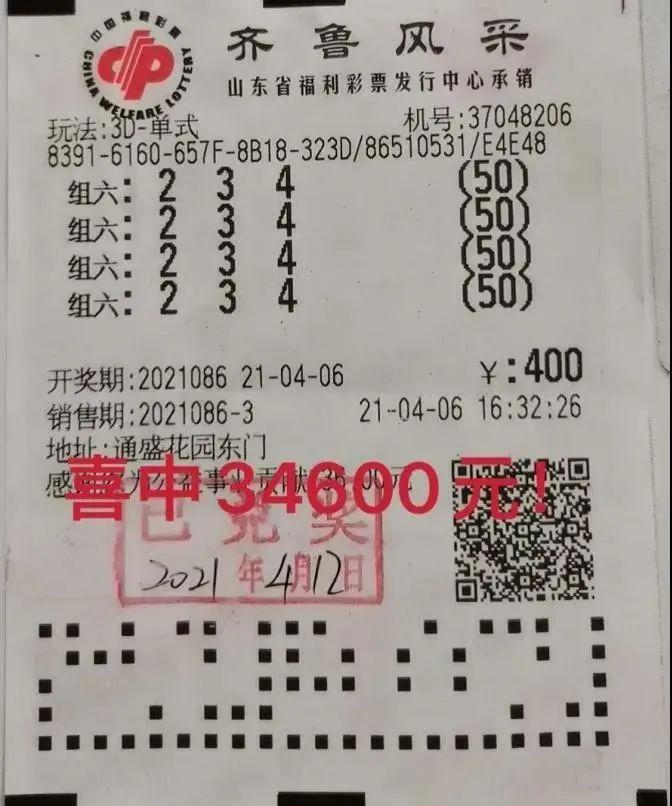 中国福利彩票
CHINA WELFARE LOTTERY
齐鲁风采
山东省福利彩票发行中心承销
玩法:3D-单式 机号:37048206
8391-6160-657F-8B18-323D/86510531/E4E48
组六: 2 3 4 (50)
组六: 2 3 4 (50)
组六: 2 3 4 (50)
组六: 2 3 4 (50)
开奖期:2021086 21-04-06 ¥:400
销售期:2021086-3 21-04-06 16:32:26
地址:通盛花园东门
喜中34600元!
已兑奖
2021年4月12日